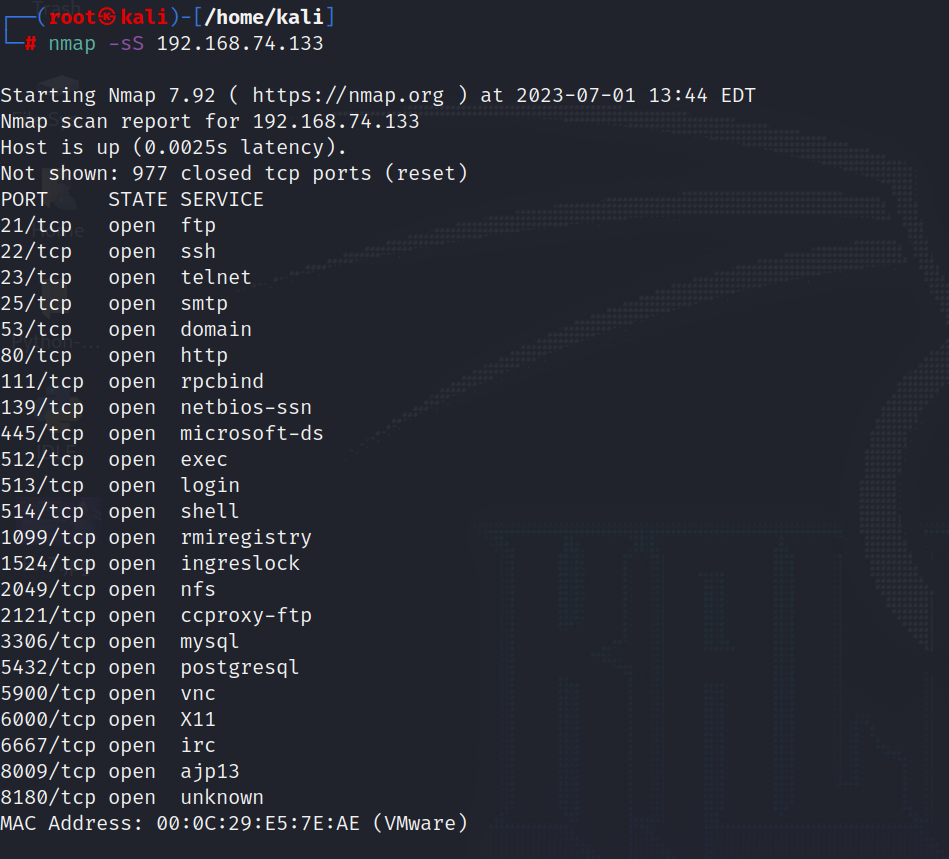 Trash
┌──(root㉿kali)-[/home/kali]
└─# nmap -sS 192.168.74.133
Starting Nmap 7.92 ( https://nmap.org ) at 2023-07-01 13:44 EDT
Nmap scan report for 192.168.74.133
Host is up (0.0025s latency).
Not shown: 977 closed tcp ports (reset)
PORT     STATE SERVICE
21/tcp   open  ftp
22/tcp   open  ssh
23/tcp   open  telnet
25/tcp   open  smtp
53/tcp   open  domain
80/tcp   open  http
111/tcp  open  rpcbind
139/tcp  open  netbios-ssn
445/tcp  open  microsoft-ds
512/tcp  open  exec
513/tcp  open  login
514/tcp  open  shell
1099/tcp open  rmiregistry
1524/tcp open  ingreslock
2049/tcp open  nfs
2121/tcp open  ccproxy-ftp
3306/tcp open  mysql
5432/tcp open  postgresql
5900/tcp open  vnc
6000/tcp open  X11
6667/tcp open  irc
8009/tcp open  ajp13
8180/tcp open  unknown
MAC Address: 00:0C:29:E5:7E:AE (VMware)